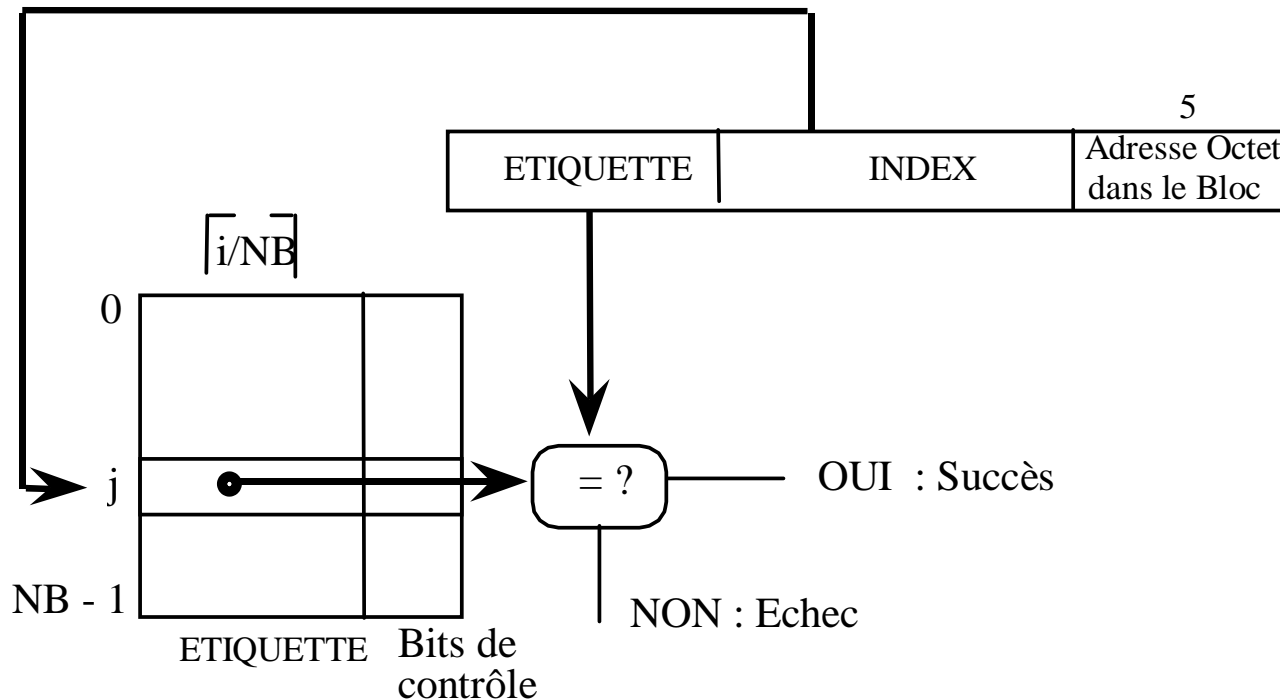 5
ETIQUETTE
INDEX
Adresse Octet
dans le Bloc
i/NB
0
j
= ?
OUI : Succès
NB - 1
NON : Echec
ETIQUETTE
Bits de
contrôle